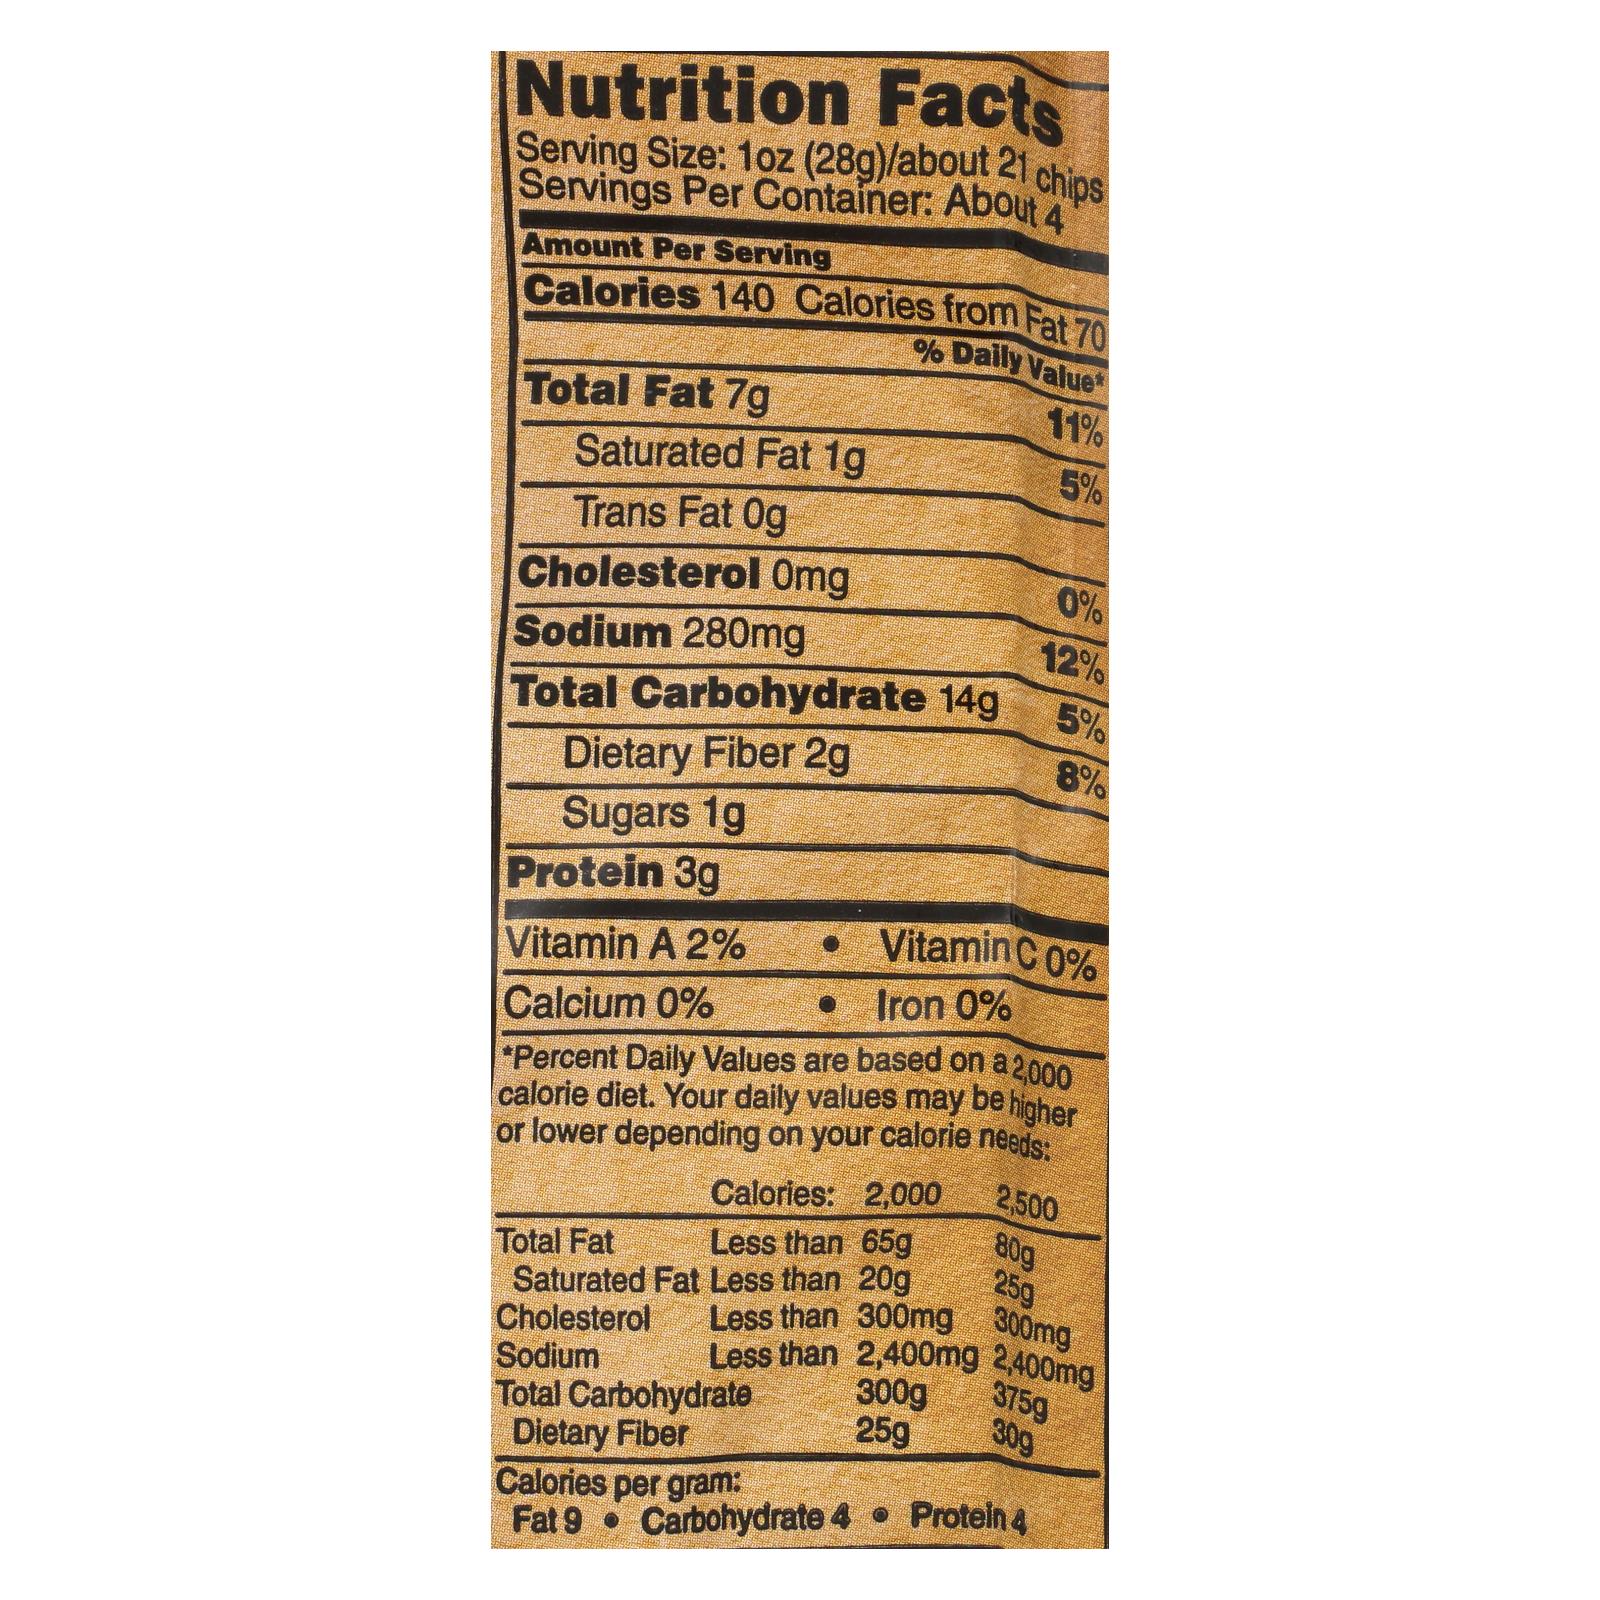 Nutrition Facts
Serving Size: 1oz (28g)/about 21 chips
Servings Per Container: About 4
Amount Per Serving
Calories 140 Calories from Fat 70
% Daily Value*
Total Fat 7g 11%
Saturated Fat 1g 5%
Trans Fat 0g
Cholesterol 0mg 0%
Sodium 280mg 12%
Total Carbohydrate 14g 5%
Dietary Fiber 2g 8%
Sugars 1g
Protein 3g
Vitamin A 2% • Vitamin C 0%
Calcium 0% • Iron 0%
*Percent Daily Values are based on a 2,000
calorie diet. Your daily values may be higher
or lower depending on your calorie needs:
Calories: 2,000 2,500
Total Fat Less than 65g 80g
Saturated Fat Less than 20g 25g
Cholesterol Less than 300mg 300mg
Sodium Less than 2,400mg 2,400mg
Total Carbohydrate 300g 375g
Dietary Fiber 25g 30g
Calories per gram:
Fat 9 • Carbohydrate 4 • Protein 4